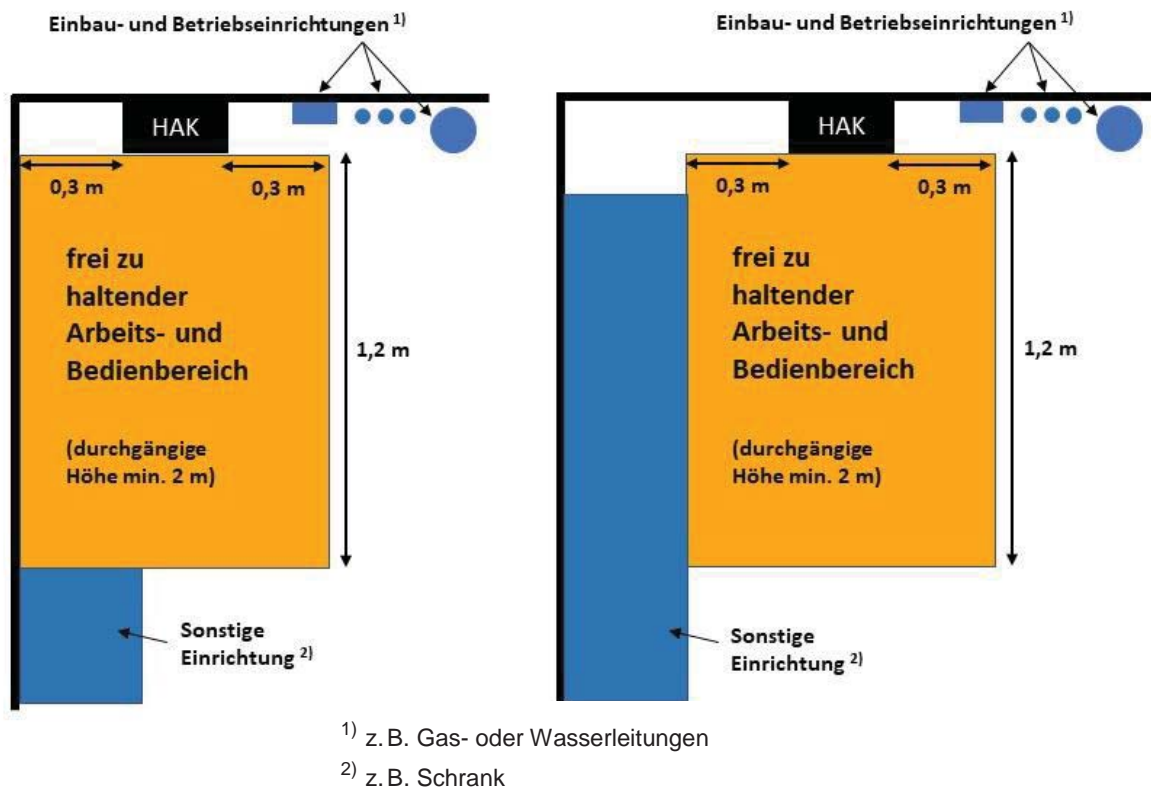 Einbau- und Betriebseinrichtungen ¹⁾
HAK
0,3 m
0,3 m
frei zu
haltender
Arbeits- und
Bedienbereich
(durchgängige
Höhe min. 2 m)
1,2 m
Sonstige
Einrichtung ²⁾
Einbau- und Betriebseinrichtungen ¹⁾
HAK
0,3 m
0,3 m
frei zu
haltender
Arbeits- und
Bedienbereich
(durchgängige
Höhe min. 2 m)
1,2 m
Sonstige
Einrichtung ²⁾
¹⁾ z.B. Gas- oder Wasserleitungen
²⁾ z.B. Schrank